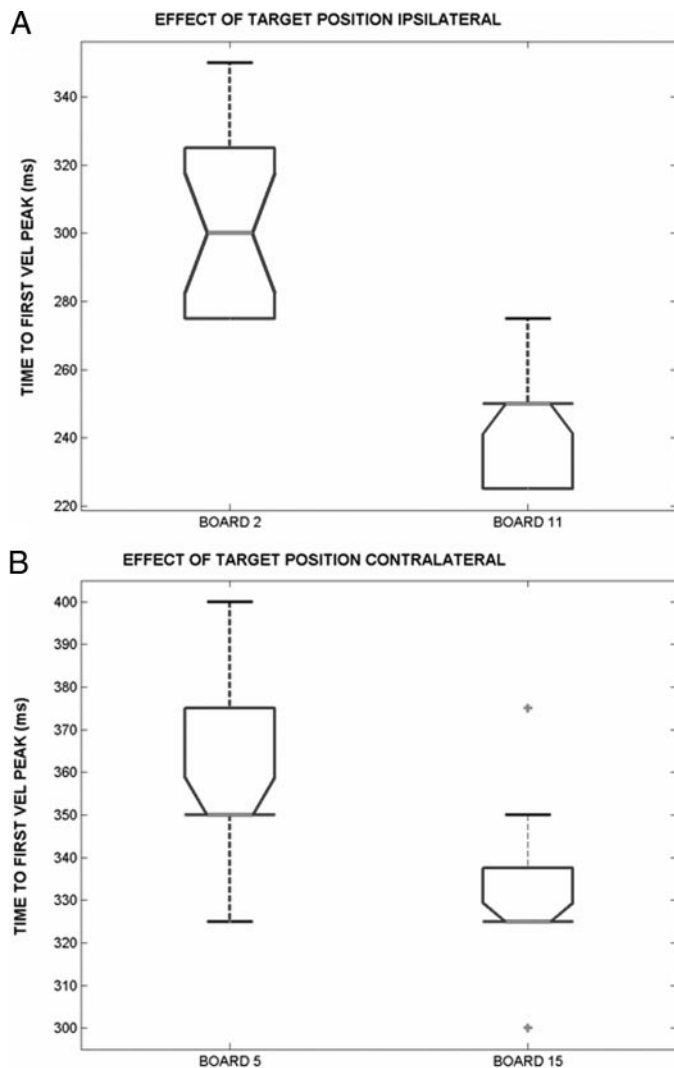 A
EFFECT OF TARGET POSITION IPSILATERAL
TIME TO FIRST VEL PEAK (ms)
340
320
300
280
260
240
220
BOARD 2 BOARD 11
B
EFFECT OF TARGET POSITION CONTRALATERAL
TIME TO FIRST VEL PEAK (ms)
400
390
380
370
360
350
340
330
320
310
300
BOARD 5 BOARD 15